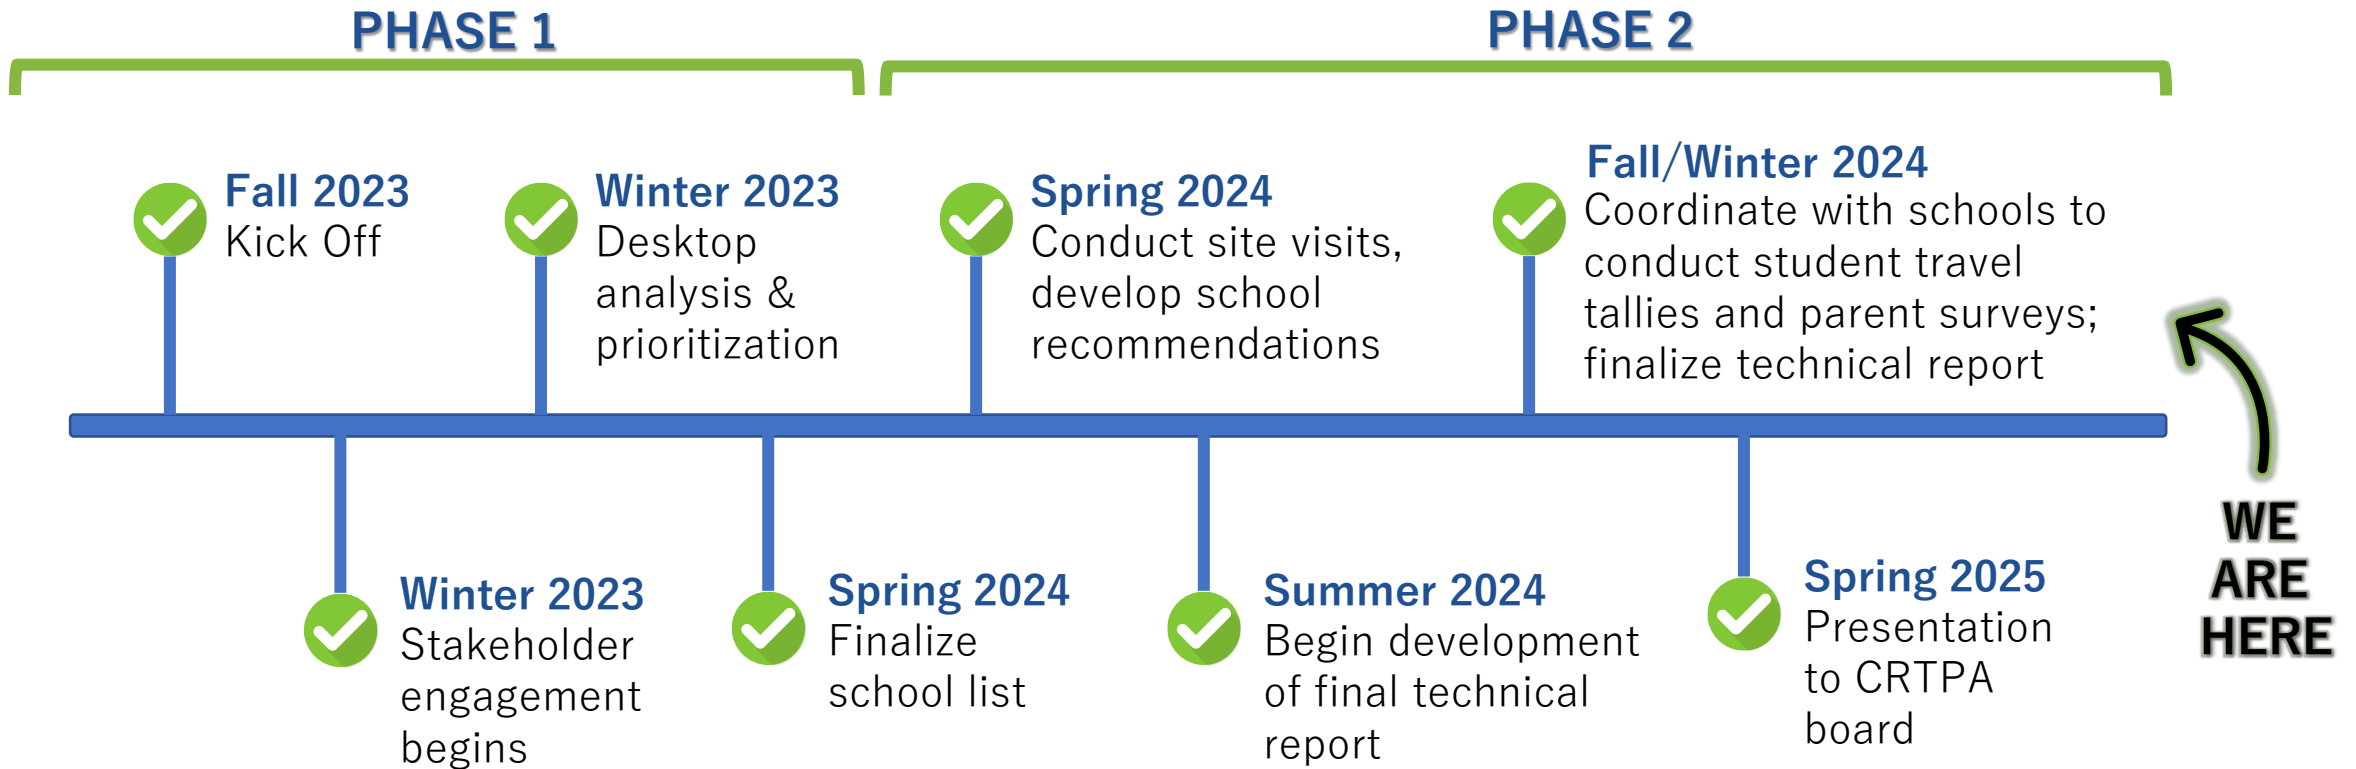 PHASE 1
PHASE 2
Fall 2023
Kick Off
Winter 2023
Desktop
analysis &
prioritization
Spring 2024
Conduct site visits,
develop school
recommendations
Fall/Winter 2024
Coordinate with schools to
conduct student travel
tallies and parent surveys;
finalize technical report
Winter 2023
Stakeholder
engagement
begins
Spring 2024
Finalize
school list
Summer 2024
Begin development
of final technical
report
Spring 2025
Presentation
to CRTPA
board
WE
ARE
HERE